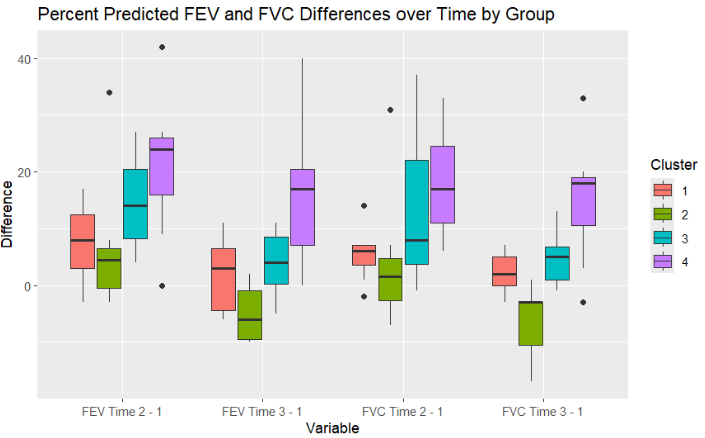 Percent Predicted FEV and FVC Differences over Time by Group
40
20
0
Difference
FEV Time 2 - 1
FEV Time 3 - 1
FVC Time 2 - 1
FVC Time 3 - 1
Variable
Cluster
1
2
3
4